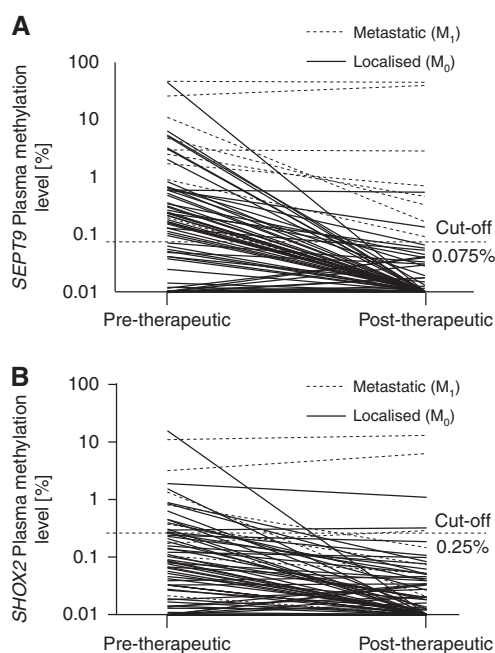 A
SEPT9 Plasma methylation
level [%]
100
10
1
0.1
0.01
Metastatic (M1)
Localised (M0)
Cut-off
0.075%
Pre-therapeutic
Post-therapeutic
B
SHOX2 Plasma methylation
level [%]
100
10
1
0.1
0.01
Metastatic (M1)
Localised (M0)
Cut-off
0.25%
Pre-therapeutic
Post-therapeutic